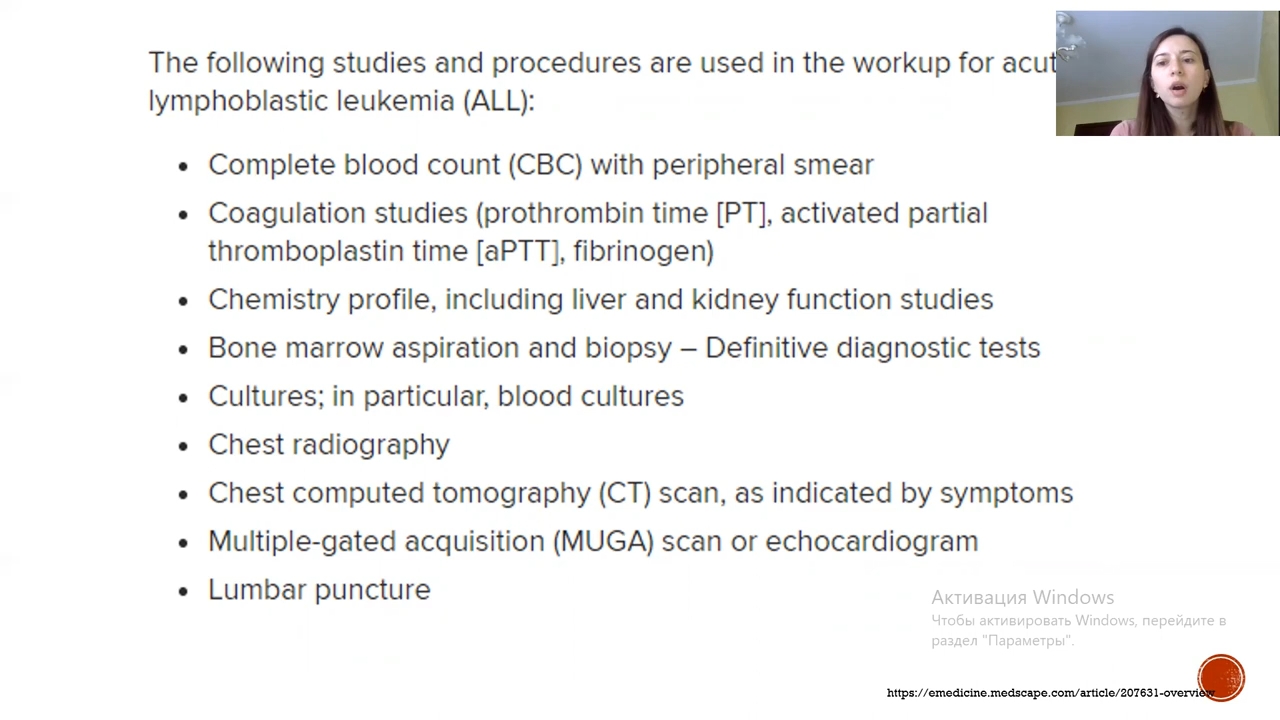 The following studies and procedures are used in the workup for acut
lymphoblastic leukemia (ALL):
• Complete blood count (CBC) with peripheral smear
• Coagulation studies (prothrombin time [PT], activated partial
thromboplastin time [aPTT], fibrinogen)
• Chemistry profile, including liver and kidney function studies
• Bone marrow aspiration and biopsy – Definitive diagnostic tests
• Cultures; in particular, blood cultures
• Chest radiography
• Chest computed tomography (CT) scan, as indicated by symptoms
• Multiple-gated acquisition (MUGA) scan or echocardiogram
• Lumbar puncture
Активация Windows
Чтобы активировать Windows, перейдите в
раздел "Параметры".
https://emedicine.medscape.com/article/207631-overview